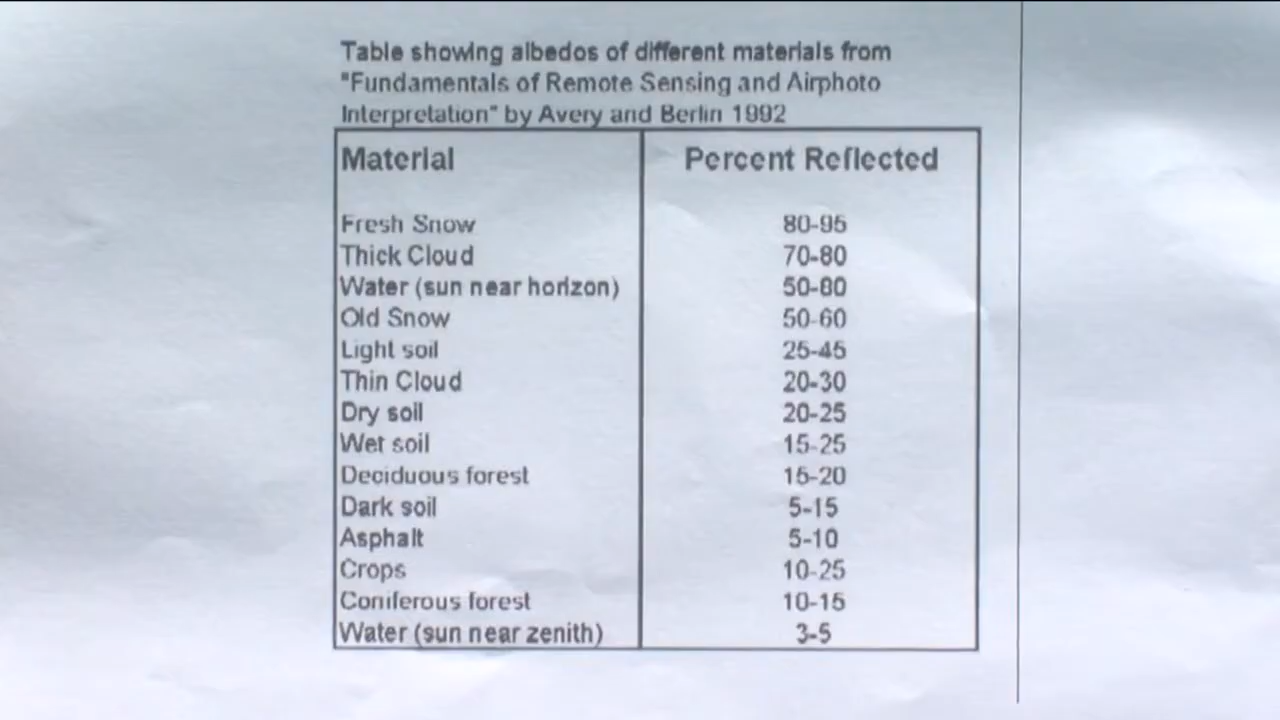 Table showing albedos of different materials from
"Fundamentals of Remote Sensing and Airphoto
Interpretation" by Avery and Berlin 1992
Material Percent Reflected
Fresh Snow 80-95
Thick Cloud 70-80
Water (sun near horizon) 50-80
Old Snow 50-60
Light soil 25-45
Thin Cloud 20-30
Dry soil 20-25
Wet soil 15-25
Deciduous forest 15-20
Dark soil 5-15
Asphalt 5-10
Crops 10-25
Coniferous forest 10-15
Water (sun near zenith) 3-5